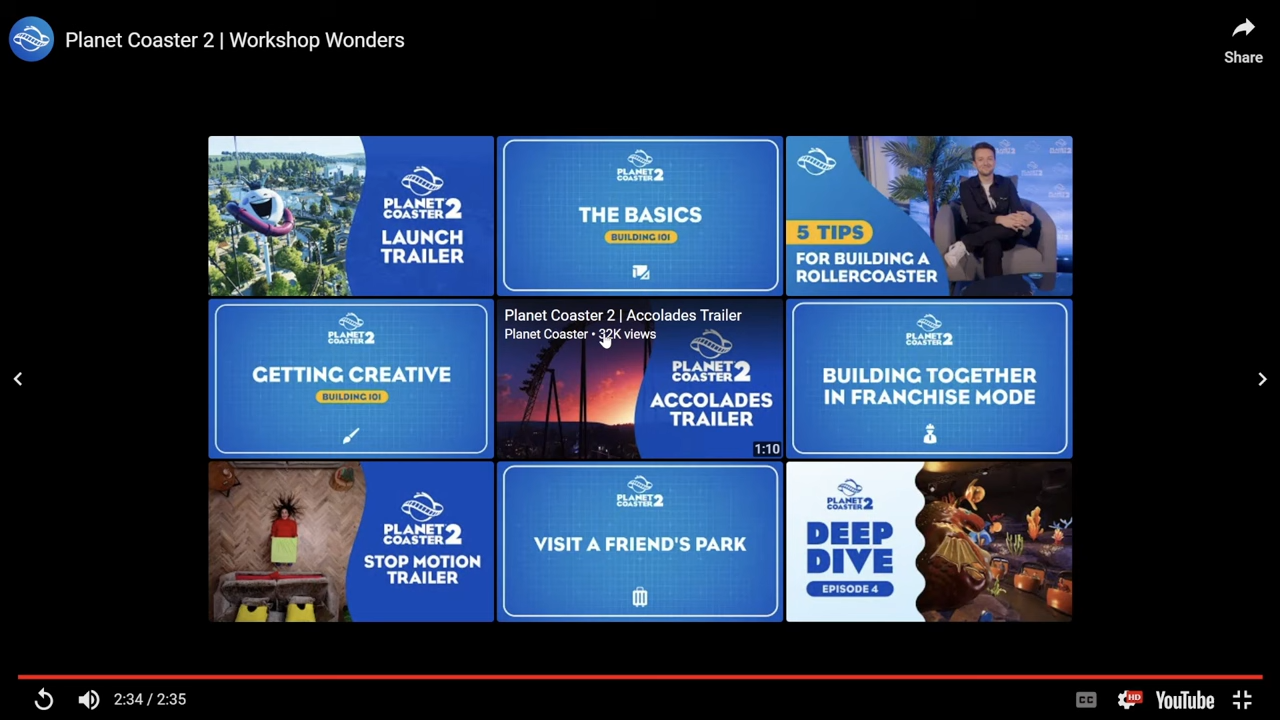 Planet Coaster 2 | Workshop Wonders
Share
PLANET
COASTER 2
LAUNCH
TRAILER
PLANET
COASTER 2
THE BASICS
BUILDING 101
5 TIPS
FOR BUILDING A
ROLLERCOASTER
PLANET
COASTER 2
GETTING CREATIVE
BUILDING 101
Planet Coaster 2 | Accolades Trailer
Planet Coaster • 32K views
PLANET
COASTER 2
ACCOLADES
TRAILER
1:10
PLANET
COASTER 2
BUILDING TOGETHER
IN FRANCHISE MODE
PLANET
COASTER 2
STOP MOTION
TRAILER
PLANET
COASTER 2
VISIT A FRIEND'S PARK
PLANET
COASTER 2
DEEP
DIVE
EPISODE 4
2:34 / 2:35
CC
HD
YouTube